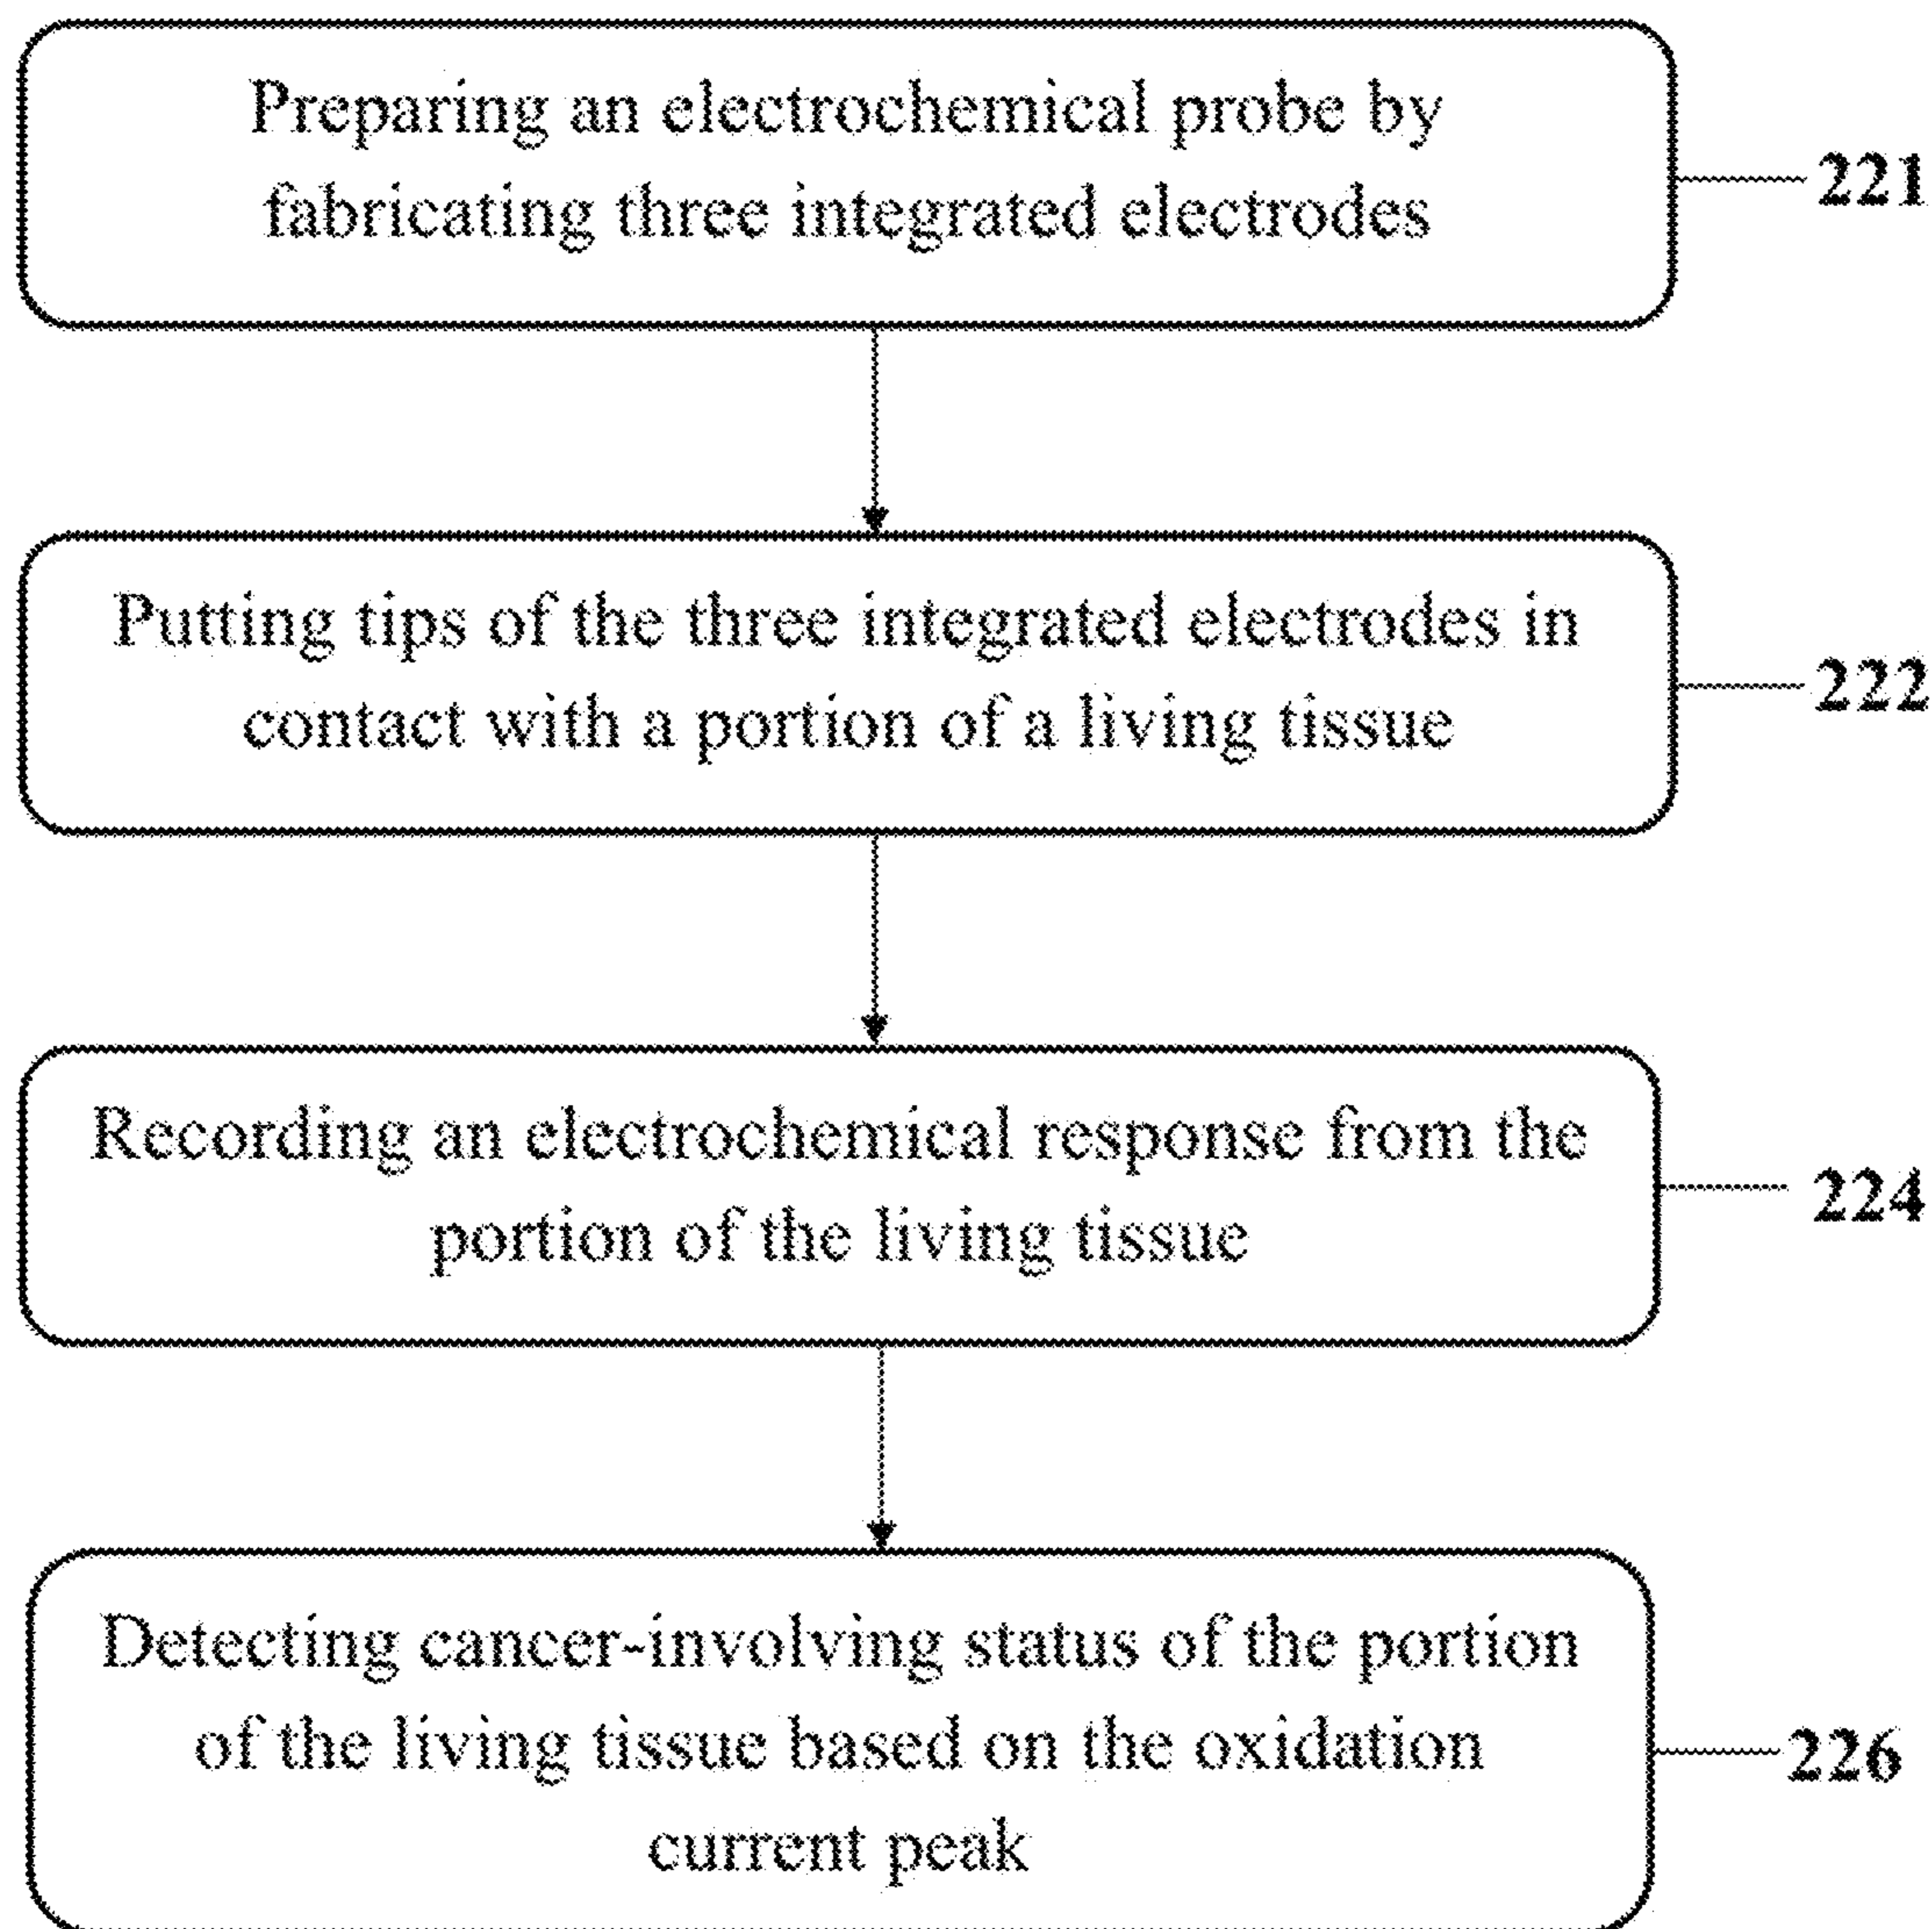 Preparing an electrochemical probe by
fabricating three integrated electrodes
221
Putting tips of the three integrated electrodes in
contact with a portion of a living tissue
222
Recording an electrochemical response from the
portion of the living tissue
224
Detecting cancer-involving status of the portion
of the living tissue based on the oxidation
current peak
226